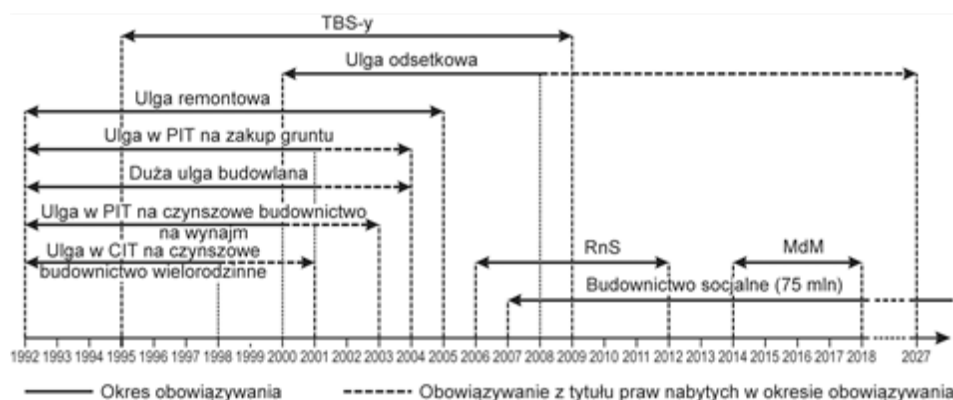 TBS-y
Ulga odsetkowa
Ulga remontowa
Ulga w PIT na zakup gruntu
Duża ulga budowlana
Ulga w PIT na czynszowe budownictwo
na wynajm
Ulga w CIT na czynszowe
budownictwo wielorodzinne
RnS
MdM
Budownictwo socjalne (75 mln)
1992 1993 1994 1995 1996 1997 1998 1999 2000 2001 2002 2003 2004 2005 2006 2007 2008 2009 2010 2011 2012 2013 2014 2015 2016 2017 2018 2027
Okres obowiązywania
Obowiązywanie z tytułu praw nabytych w okresie obowiązywania